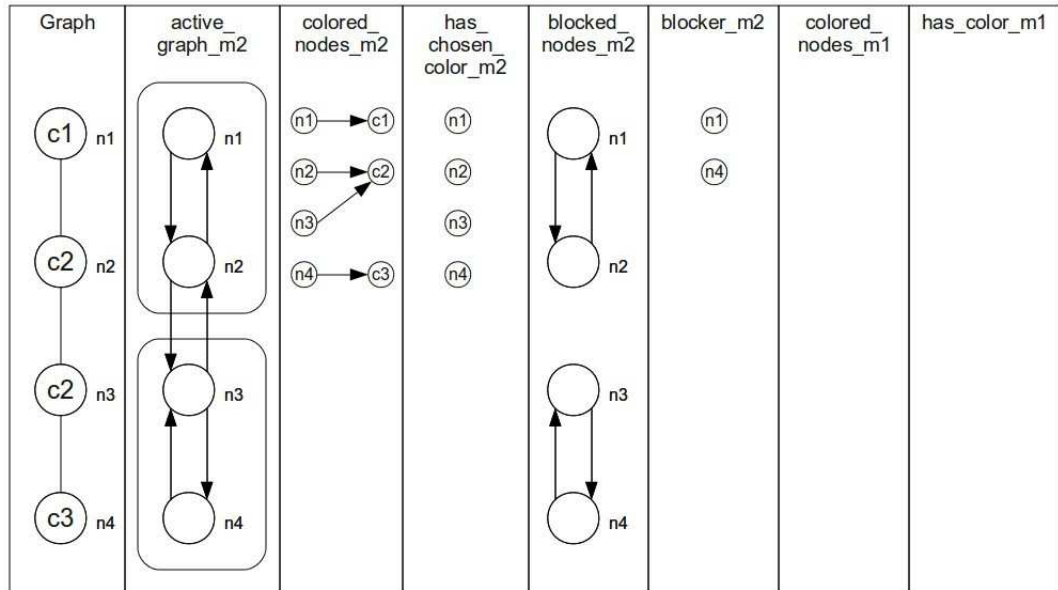 Graph
active_
graph_m2
colored_
nodes_m2
has_
chosen_
color_m2
blocked_
nodes_m2
blocker_m2
colored_
nodes_m1
has_color_m1
c1 n1
c2 n2
c2 n3
c3 n4
n1
n2
n3
n4
n1 c1
n2 c2
n3
n4 c3
n1
n2
n3
n4
n1
n2
n3
n4
n1
n4